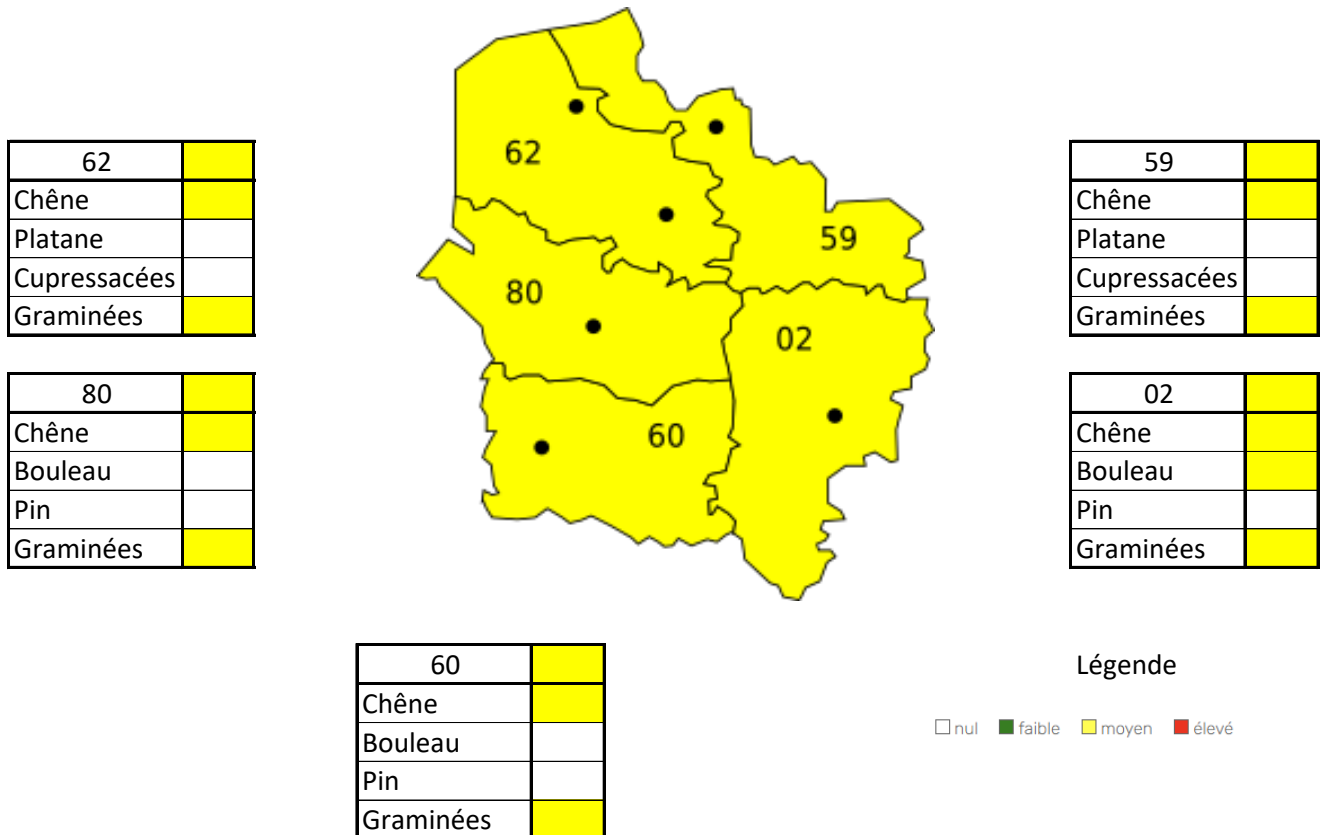 62
Chêne
Platane
Cupressacées
Graminées
80
Chêne
Bouleau
Pin
Graminées
62
59
80
02
60
59
Chêne
Platane
Cupressacées
Graminées
02
Chêne
Bouleau
Pin
Graminées
60
Chêne
Bouleau
Pin
Graminées
Légende
nul faible moyen élevé